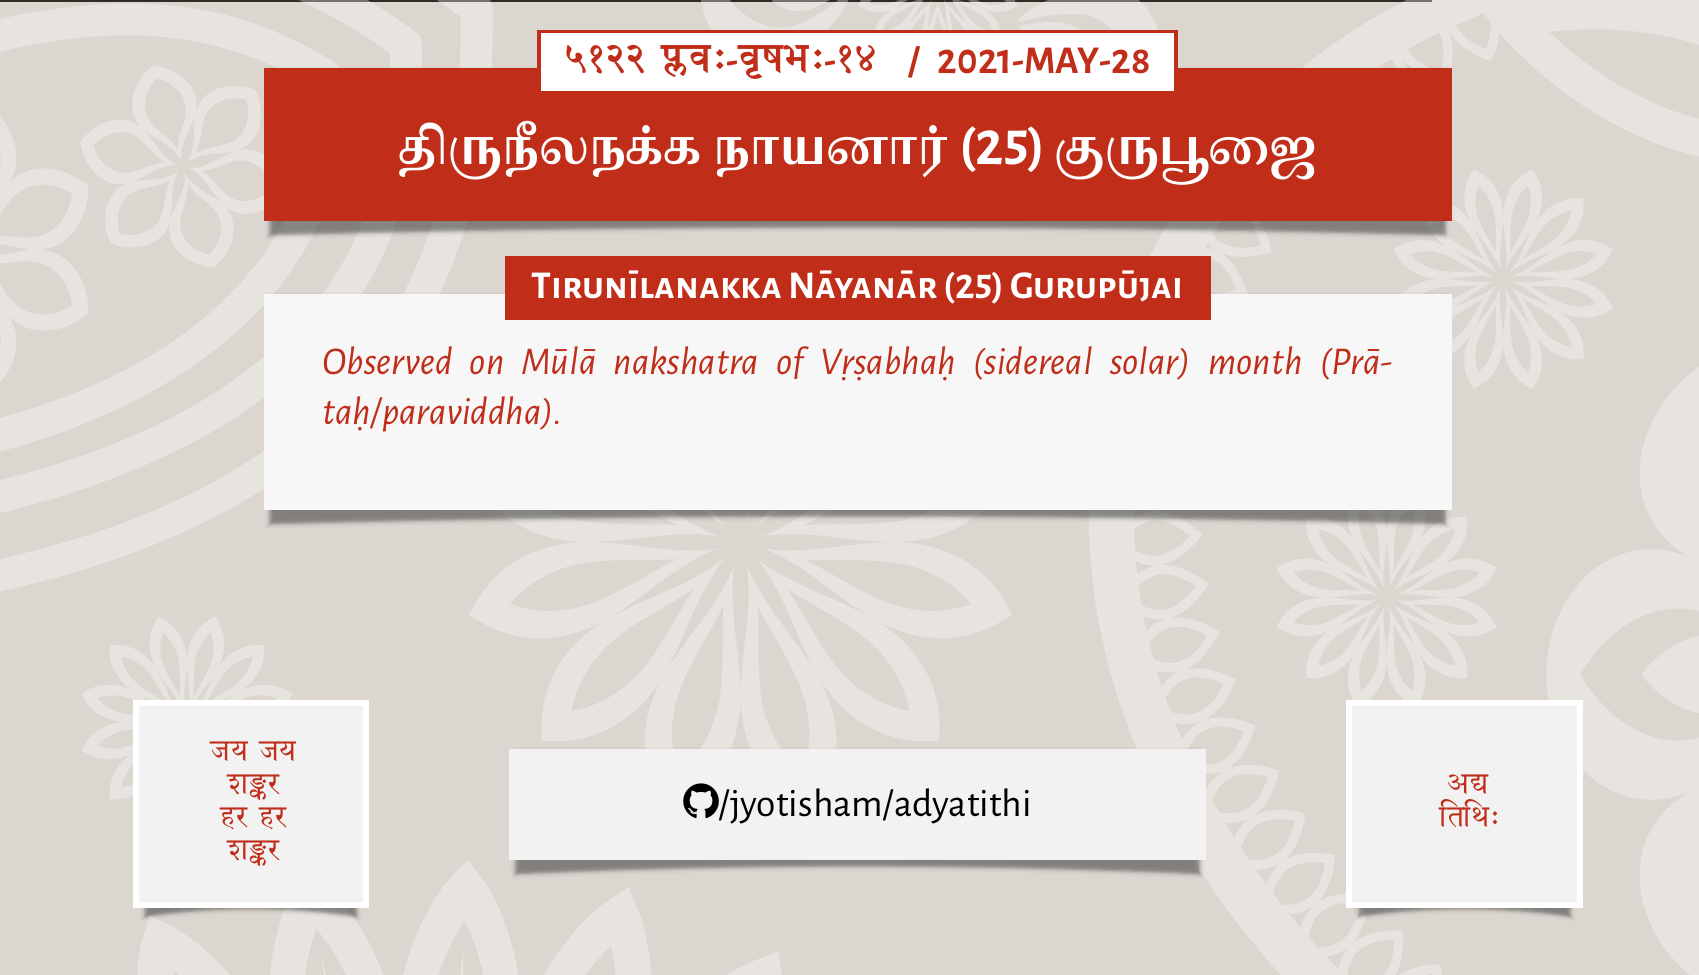 ५१२२ प्लवः-वृषभः-१४ / 2021-MAY-28
திருநீலநக்க நாயனார் (25) குருபூஜை
Tirunīlanakka Nāyanār (25) Gurupūjai
Observed on Mūlā nakshatra of Vṛṣabhaḥ (sidereal solar) month (Prā-
taḥ/paraviddha).
जय जय
शङ्कर
हर हर
शङ्कर
/jyotisham/adyatithi
अद्य
तिथिः